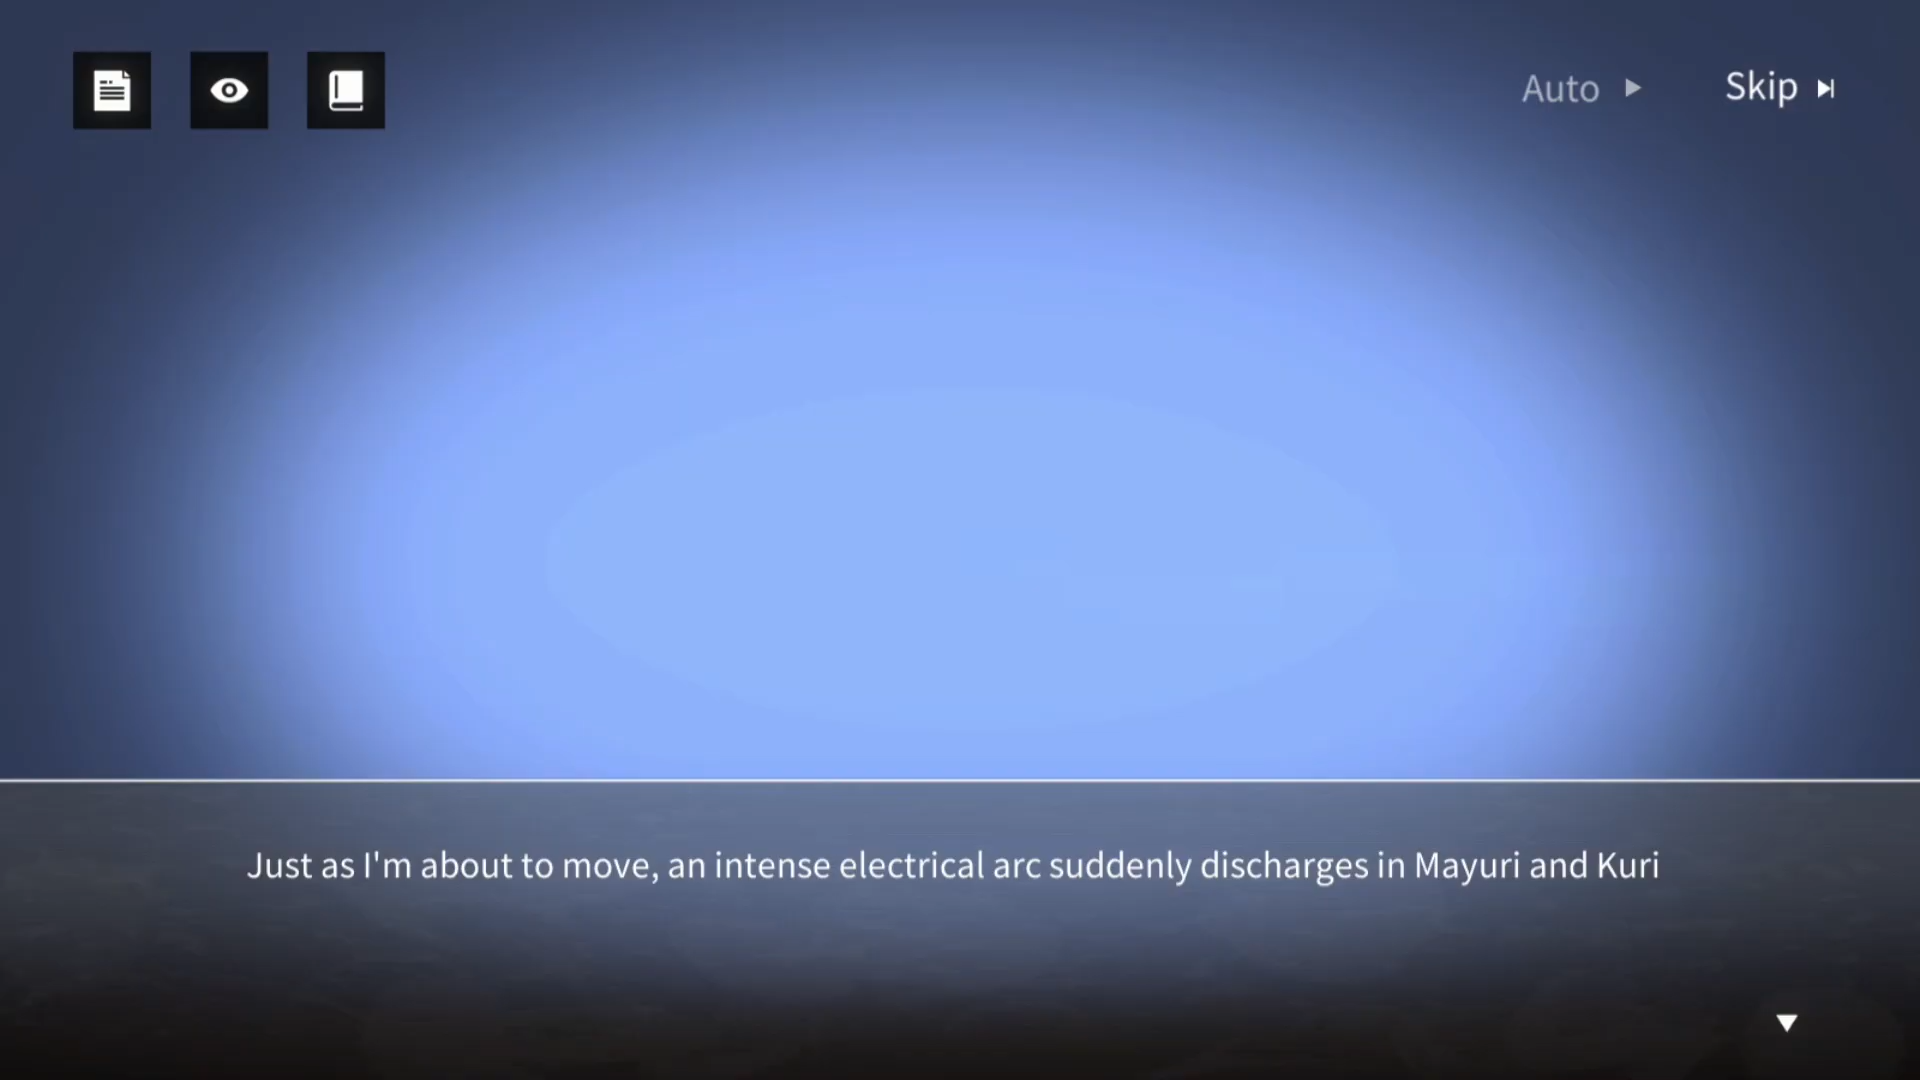 Auto
Skip
Just as I'm about to move, an intense electrical arc suddenly discharges in Mayuri and Kuri